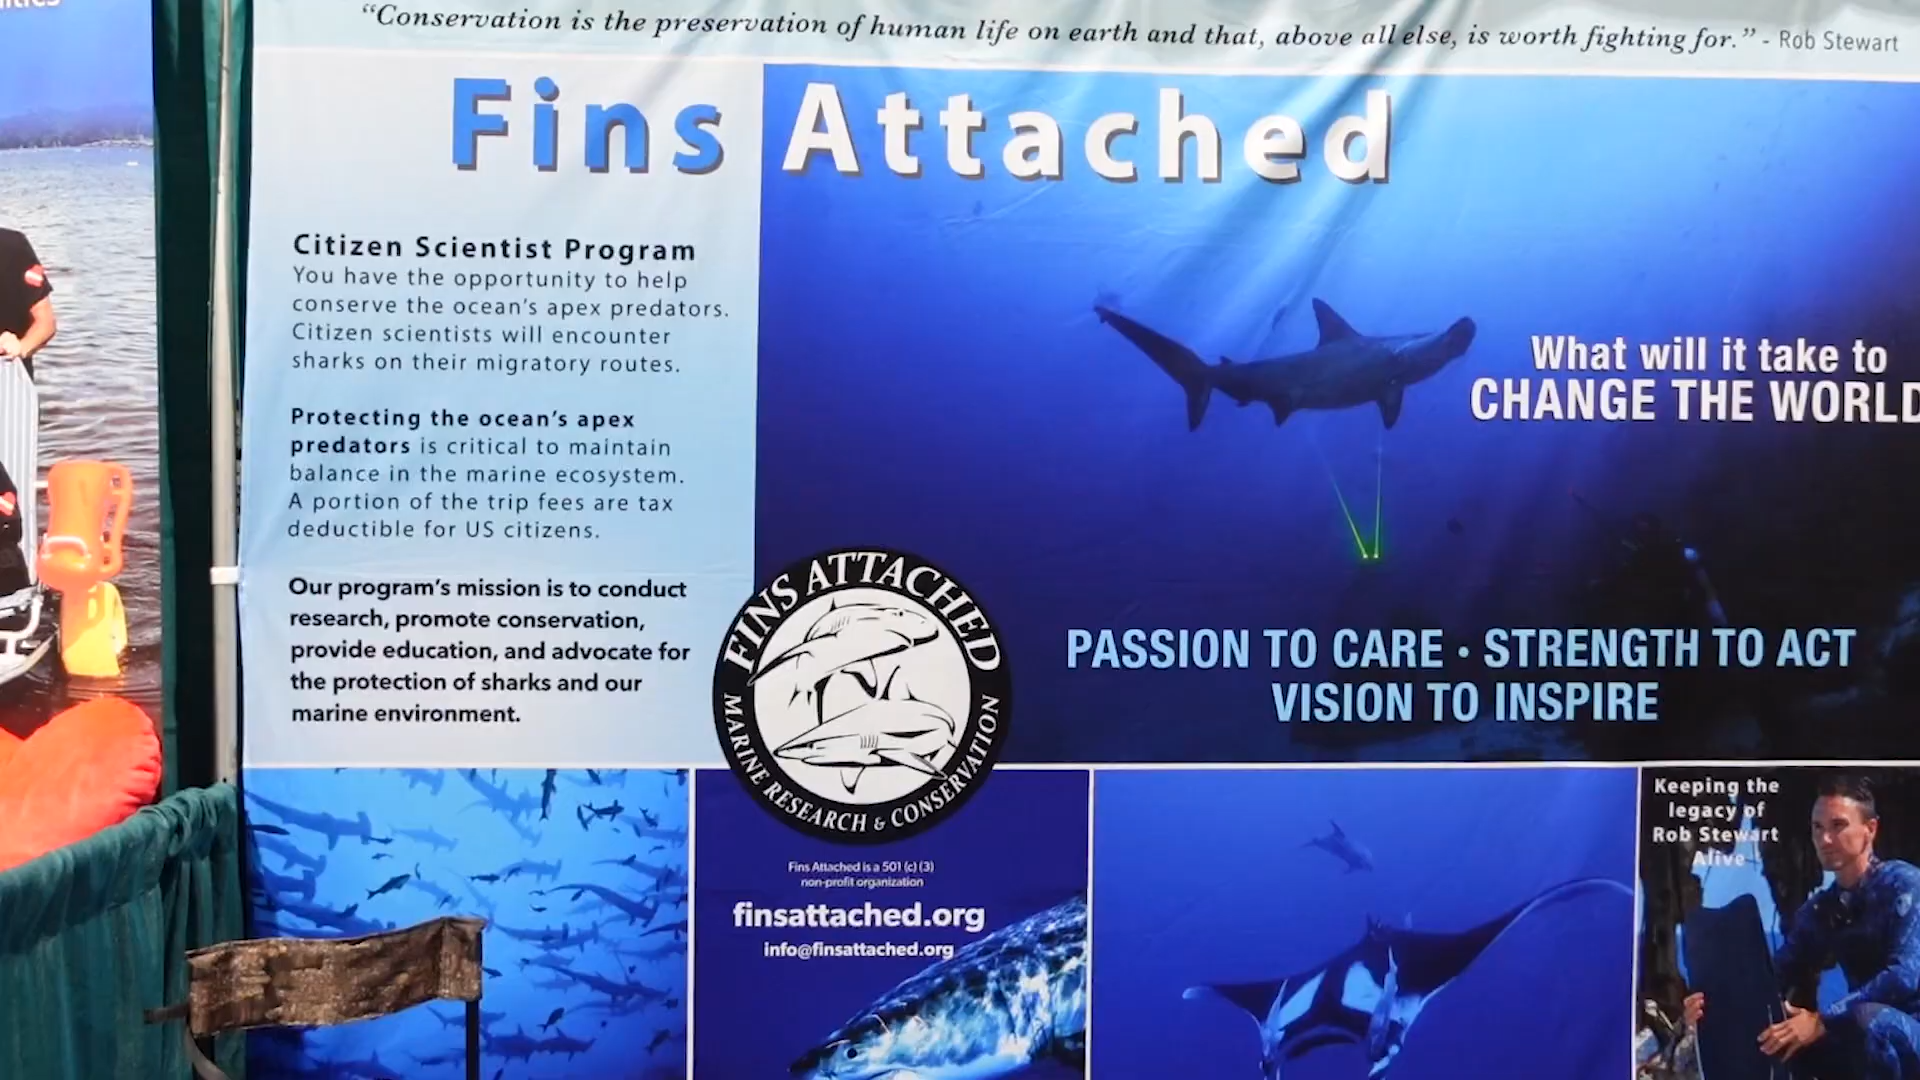 “Conservation is the preservation of human life on earth and that, above all else, is worth fighting for.” - Rob Stewart
Fins Attached
Citizen Scientist Program
You have the opportunity to help
conserve the ocean’s apex predators.
Citizen scientists will encounter
sharks on their migratory routes.
Protecting the ocean’s apex
predators is critical to maintain
balance in the marine ecosystem.
A portion of the trip fees are tax
deductible for US citizens.
Our program’s mission is to conduct
research, promote conservation,
provide education, and advocate for
the protection of sharks and our
marine environment.
What will it take to
CHANGE THE WORLD
PASSION TO CARE • STRENGTH TO ACT
VISION TO INSPIRE
FINS ATTACHED
MARINE RESEARCH & CONSERVATION
Fins Attached is a 501 (c) (3)
non-profit organization
finsattached.org
info@finsattached.org
Keeping the
legacy of
Rob Stewart
Alive